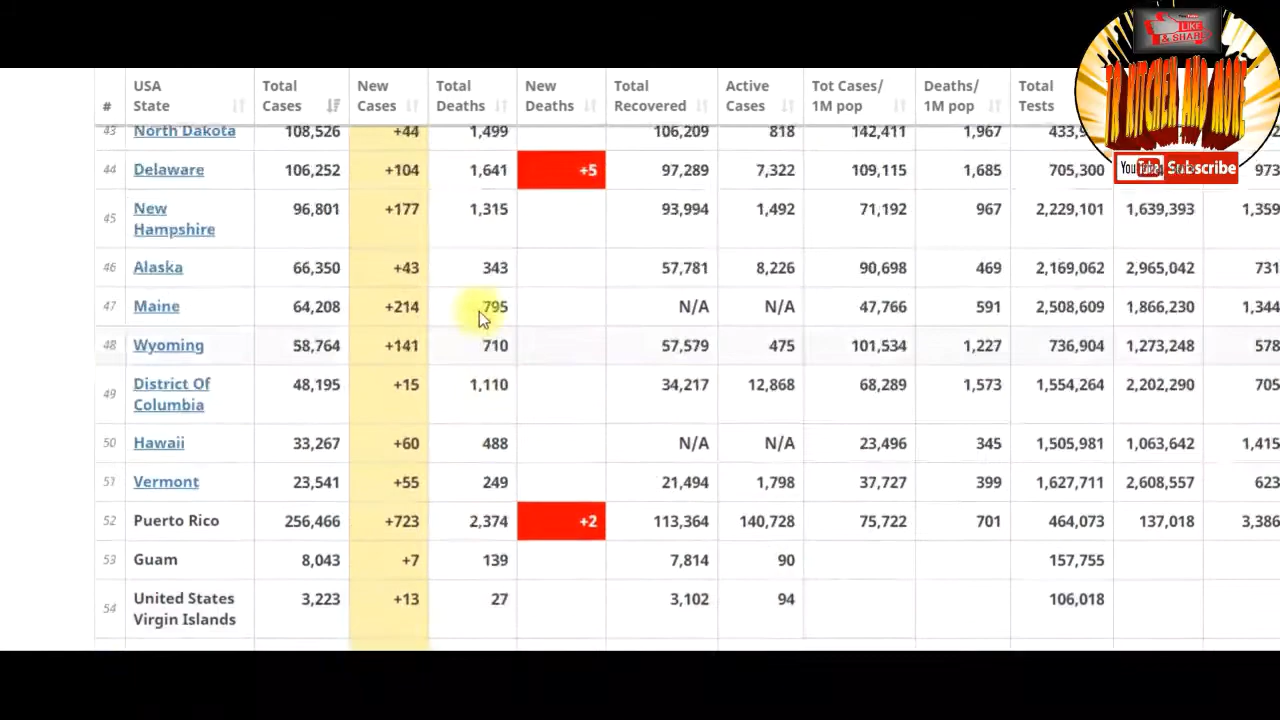 LIKE
& SHARE
TO KITCHEN AND MORE
YouTube Subscribe
# USA State Total Cases New Cases Total Deaths New Deaths Total Recovered Active Cases Tot Cases/ 1M pop Deaths/ 1M pop Total Tests
43 North Dakota 108,526 +44 1,499 106,209 818 142,411 1,967
44 Delaware 106,252 +104 1,641 +5 97,289 7,322 109,115 1,685 705,300 973
45 New Hampshire 96,801 +177 1,315 93,994 1,492 71,192 967 2,229,101 1,639,393 1,359
46 Alaska 66,350 +43 343 57,781 8,226 90,698 469 2,169,062 2,965,042 731
47 Maine 64,208 +214 795 N/A N/A 47,766 591 2,508,609 1,866,230 1,344
48 Wyoming 58,764 +141 710 57,579 475 101,534 1,227 736,904 1,273,248 578
49 District Of Columbia 48,195 +15 1,110 34,217 12,868 68,289 1,573 1,554,264 2,202,290 705
50 Hawaii 33,267 +60 488 N/A N/A 23,496 345 1,505,981 1,063,642 1,415
51 Vermont 23,541 +55 249 21,494 1,798 37,727 399 1,627,711 2,608,557 623
52 Puerto Rico 256,466 +723 2,374 +2 113,364 140,728 75,722 701 464,073 137,018 3,386
53 Guam 8,043 +7 139 7,814 90 157,755
54 United States Virgin Islands 3,223 +13 27 3,102 94 106,018